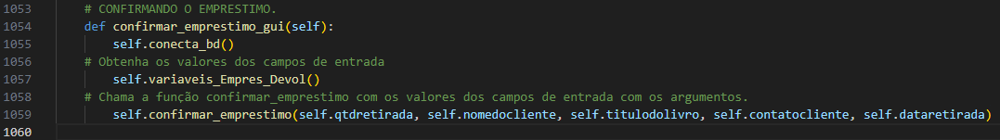 1053 # CONFIRMANDO O EMPRESTIMO.
1054 def confirmar_emprestimo_gui(self):
1055 self.conecta_bd()
1056 # Obtenha os valores dos campos de entrada
1057 self.variaveis_Empres_Devol()
1058 # Chama a função confirmar_emprestimo com os valores dos campos de entrada com os argumentos.
1059 self.confirmar_emprestimo(self.qtdretirada, self.nomedocliente, self.titulodolivro, self.contatocliente, self.dataretirada)
1060